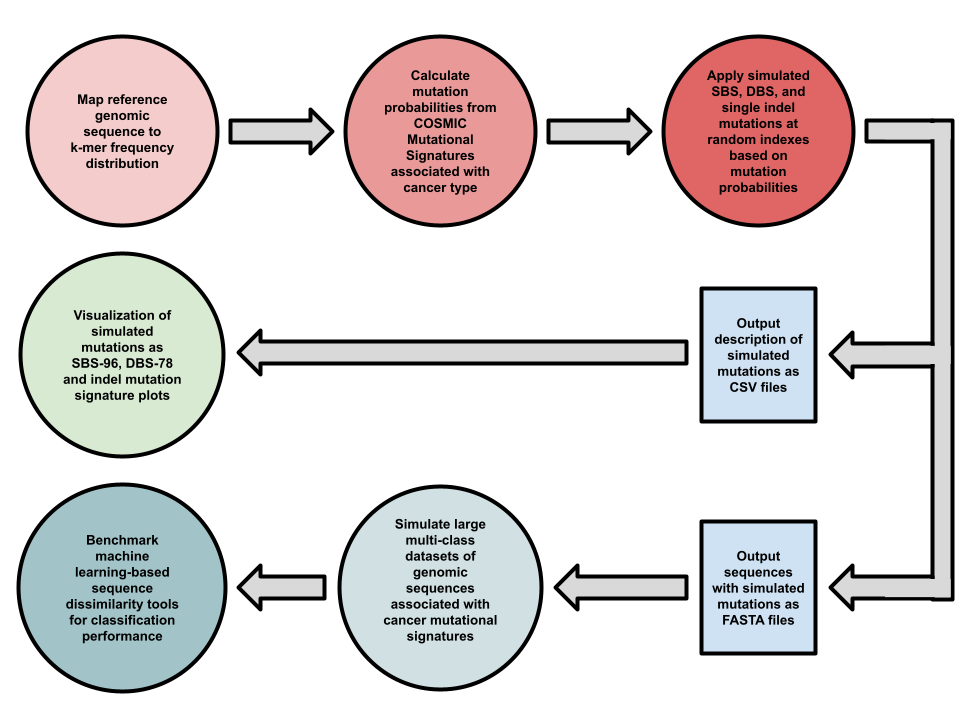 Map reference
genomic
sequence to
k-mer frequency
distribution
Calculate
mutation
probabilities from
COSMIC
Mutational
Signatures
associated with
cancer type
Apply simulated
SBS, DBS, and
single indel
mutations at
random indexes
based on
mutation
probabilities
Visualization of
simulated
mutations as
SBS-96, DBS-78
and indel mutation
signature plots
Output
description of
simulated
mutations as
CSV files
Benchmark
machine
learning-based
sequence
dissimilarity tools
for classification
performance
Simulate large
multi-class
datasets of
genomic
sequences
associated with
cancer mutational
signatures
Output
sequences
with simulated
mutations as
FASTA files